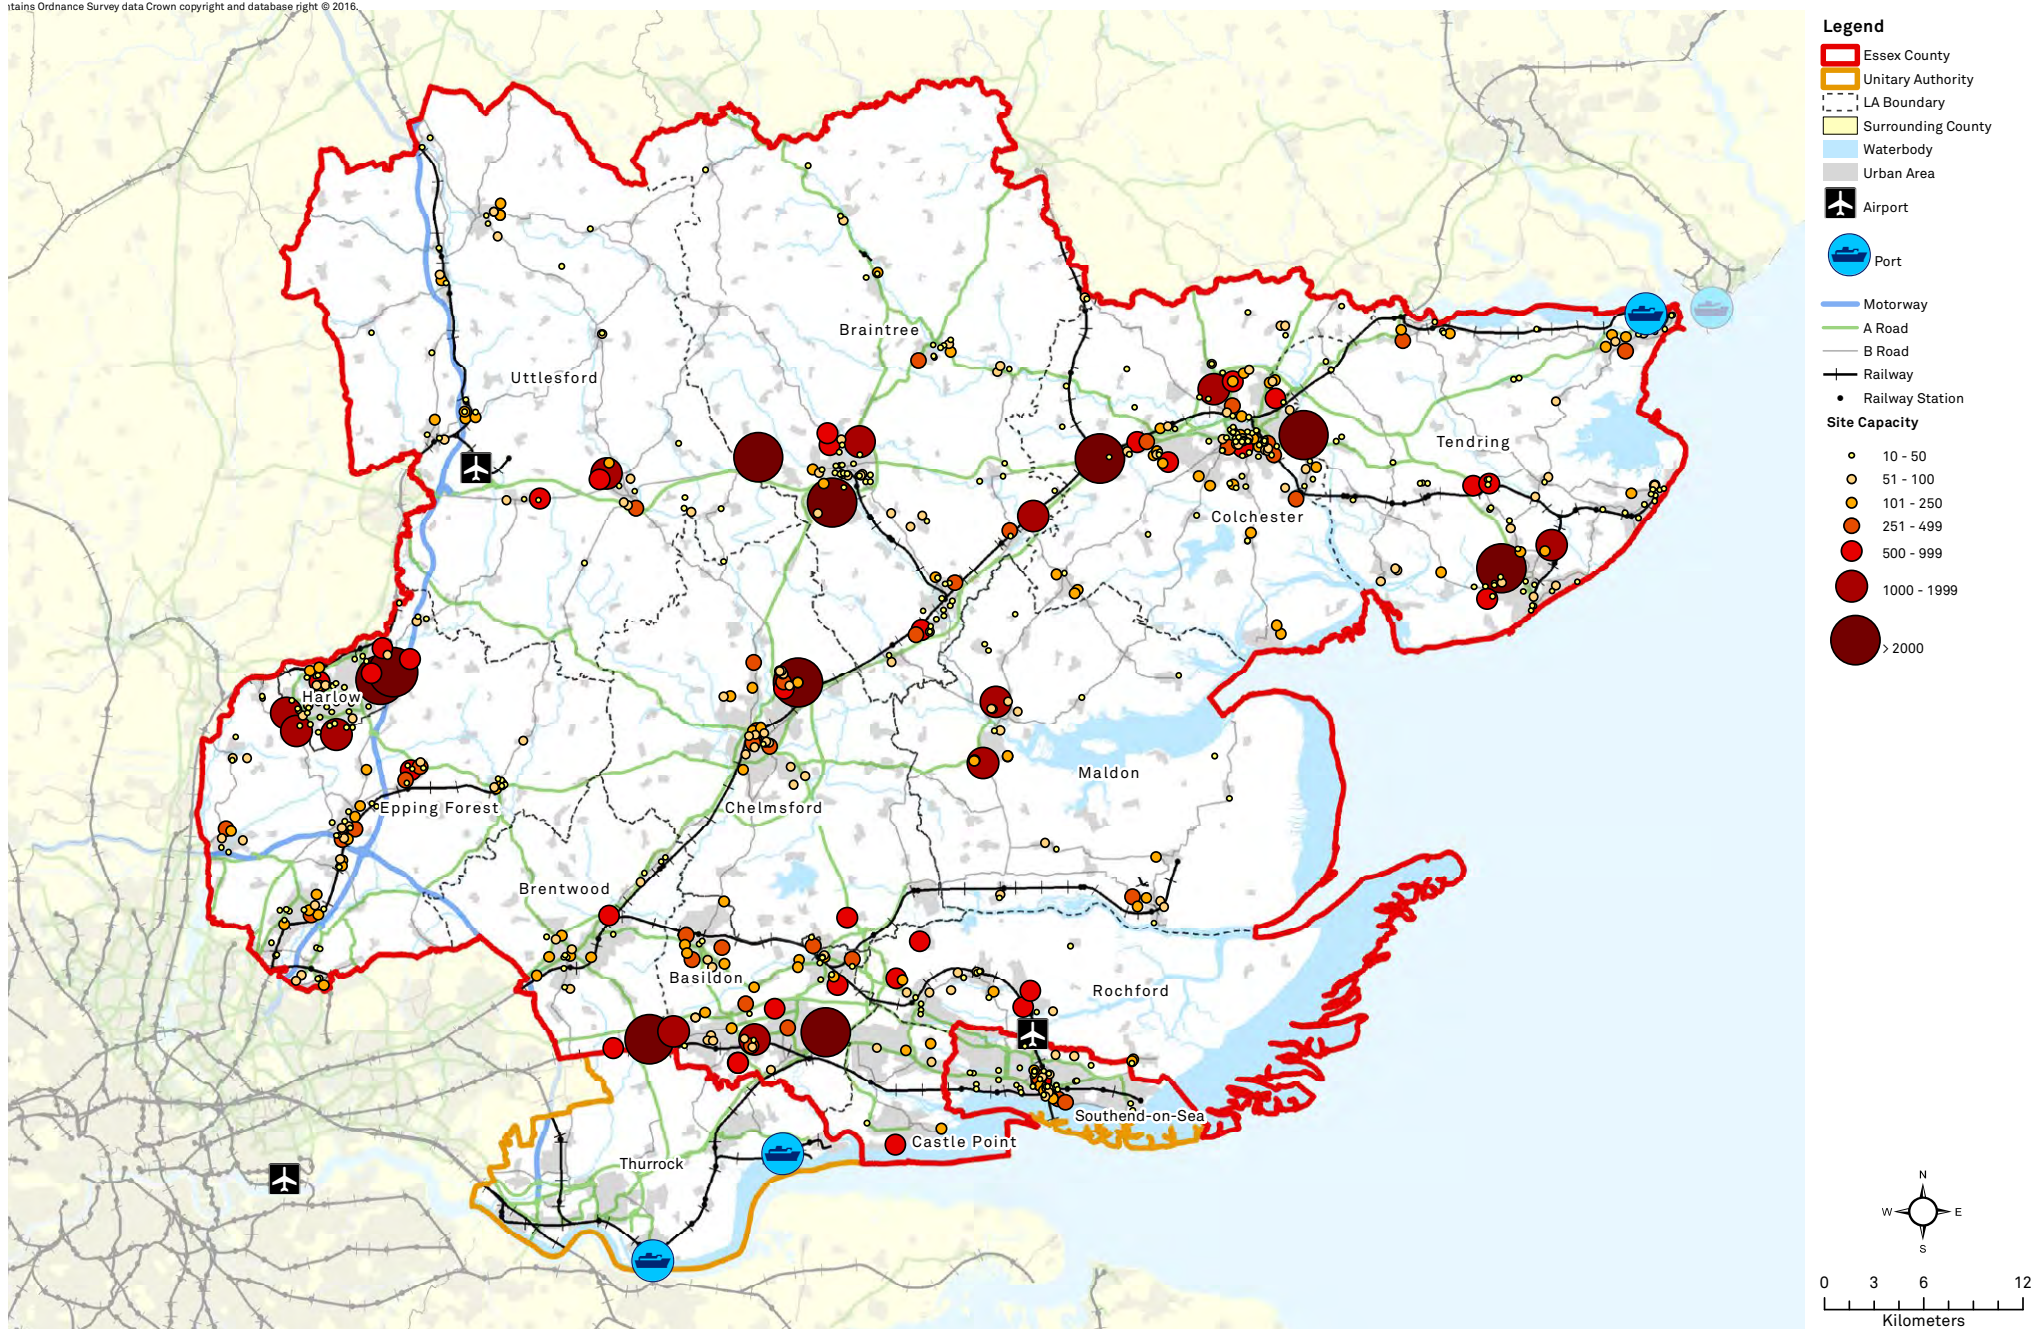 tains Ordnance Survey data Crown copyright and database right © 2016.
Legend
Essex County
Unitary Authority
LA Boundary
Surrounding County
Waterbody
Urban Area
Airport
Port
Motorway
A Road
B Road
Railway
Railway Station
Site Capacity
10 - 50
51 - 100
101 - 250
251 - 499
500 - 999
1000 - 1999
> 2000
Braintree
Uttlesford
Tendring
Colchester
Harlow
Maldon
Epping Forest
Chelmsford
Brentwood
Basildon
Rochford
Southend-on-Sea
Castle Point
Thurrock
N
W E
S
0 3 6 12
Kilometers